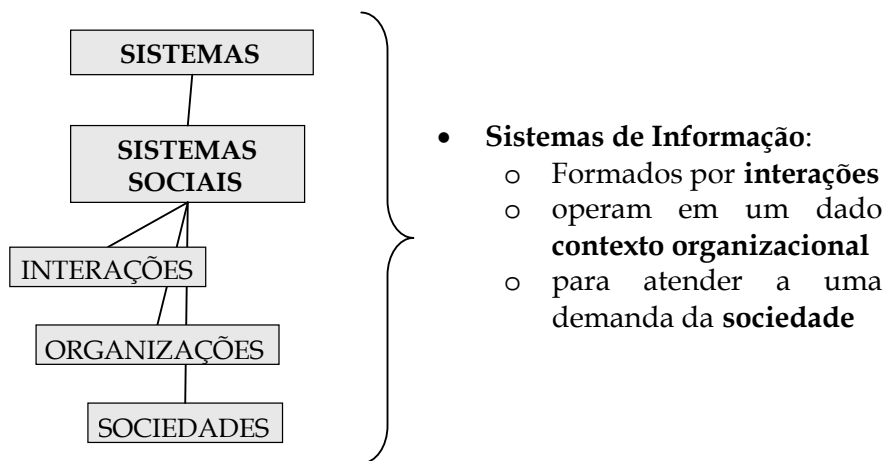 SISTEMAS
SISTEMAS
SOCIAIS
INTERAÇÕES
ORGANIZAÇÕES
SOCIEDADES
• Sistemas de Informação:
o Formados por interações
o operam em um dado
contexto organizacional
o para atender a uma
demanda da sociedade